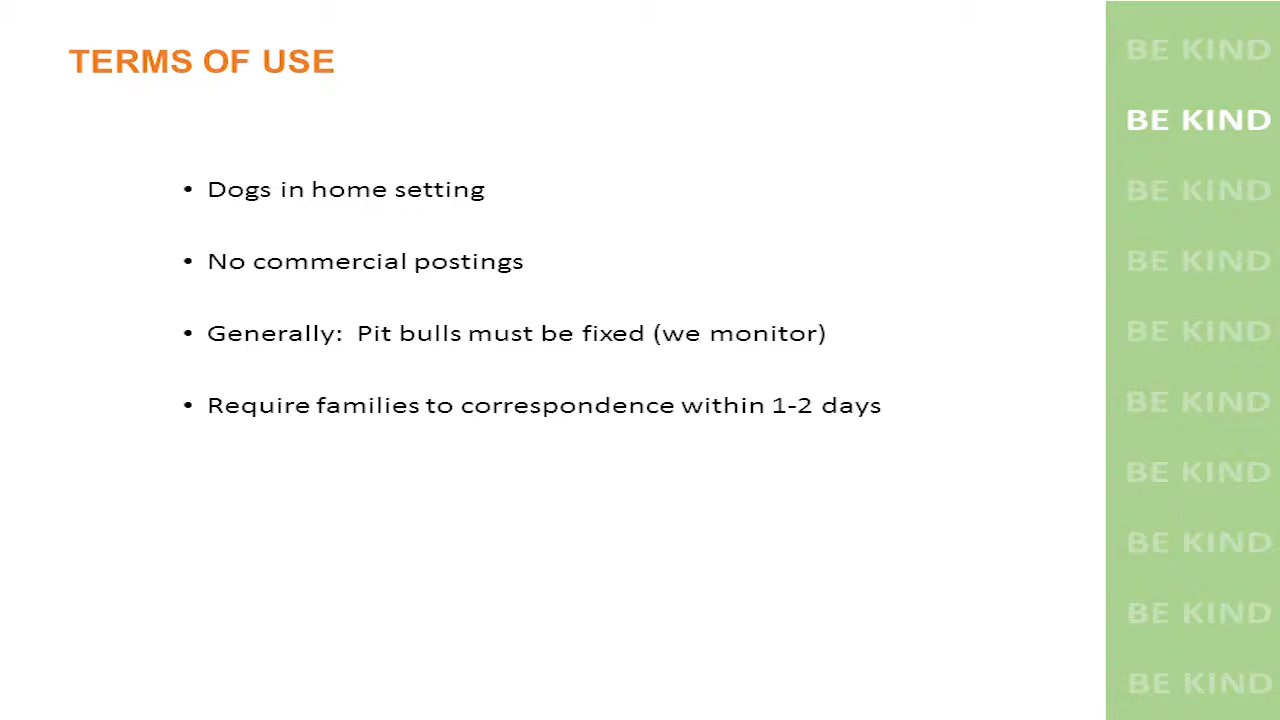 TERMS OF USE
• Dogs in home setting
• No commercial postings
• Generally:  Pit bulls must be fixed (we monitor)
• Require families to correspondence within 1-2 days
BE KIND
BE KIND
BE KIND
BE KIND
BE KIND
BE KIND
BE KIND
BE KIND
BE KIND
BE KIND